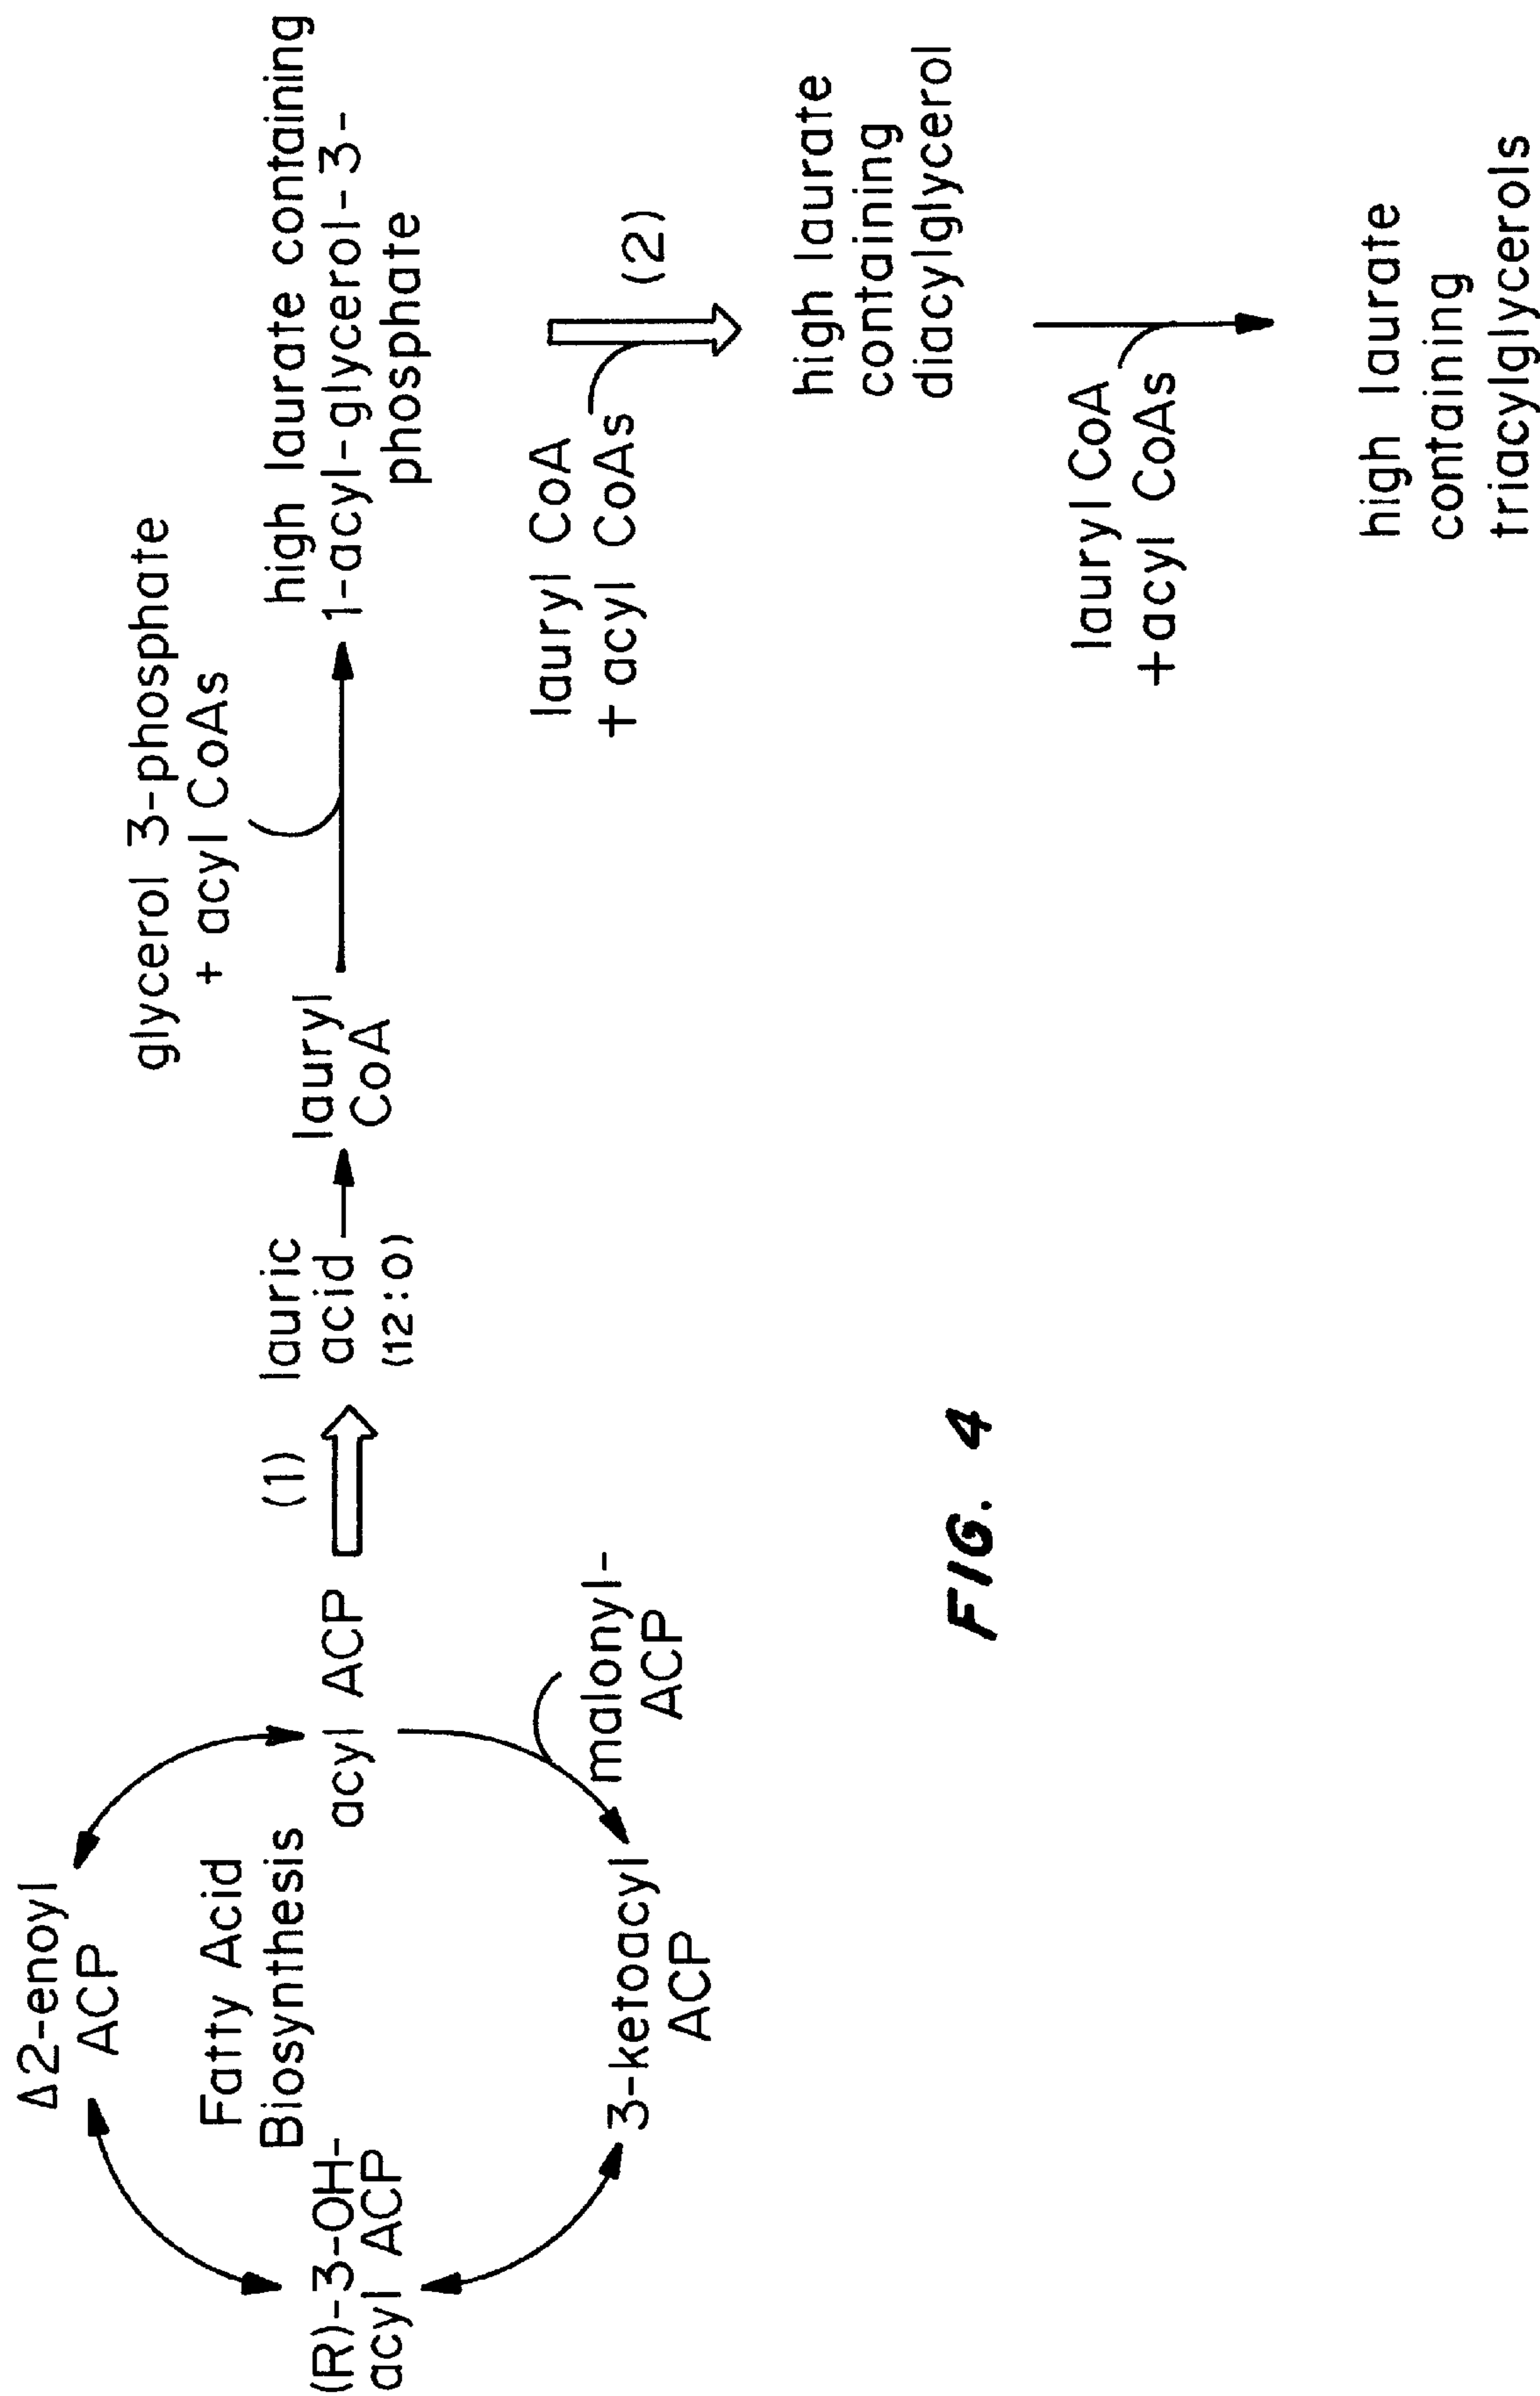 Δ2-enoyl
ACP
Fatty Acid
Biosynthesis
(R)-3-OH-
acyl ACP
3-ketoacyl
ACP
malonyl-
ACP
acyl ACP
(1)
lauric
acid
(12:0)
lauryl
CoA
glycerol 3-phosphate
+ acyl CoAs
high laurate containing
1-acyl-glycerol-3-
phosphate
lauryl CoA
+ acyl CoAs
(2)
high laurate
containing
diacylglycerol
lauryl CoA
+acyl CoAs
high laurate
containing
triacylglycerols
FIG. 4